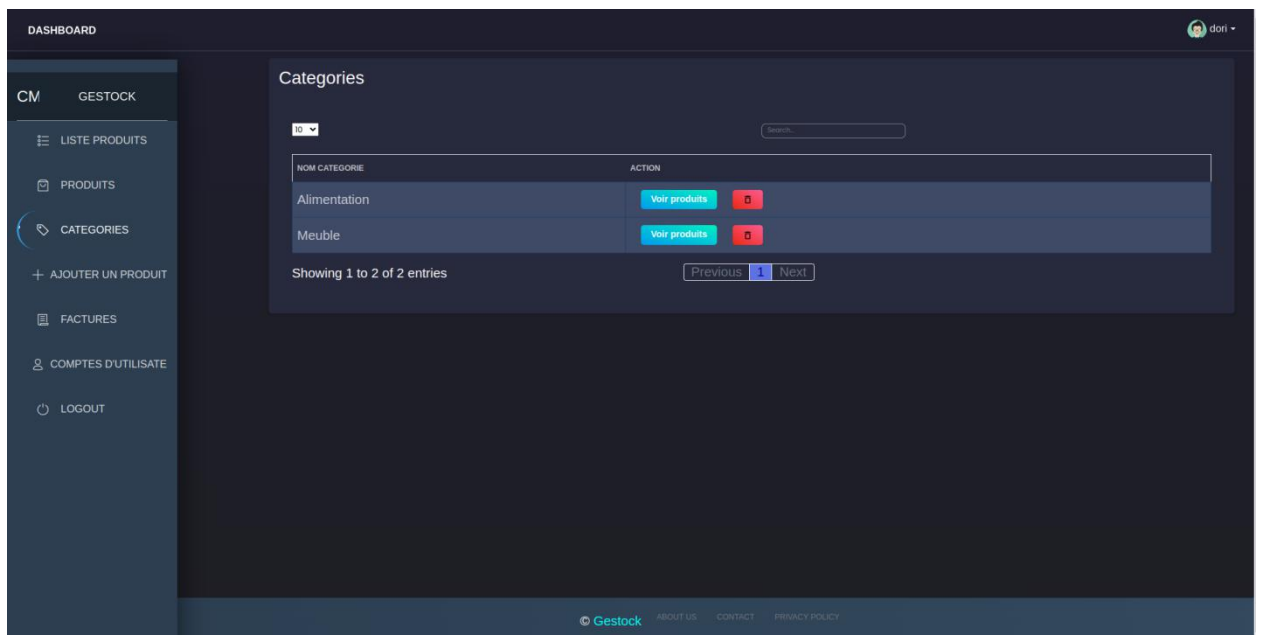 DASHBOARD
dori
CM GESTOCK
LISTE PRODUITS
PRODUITS
CATEGORIES
AJOUTER UN PRODUIT
FACTURES
COMPTES D'UTILISATE
LOGOUT
Categories
10
Search..
NOM CATEGORIE ACTION
Alimentation Voir produits
Meuble Voir produits
Showing 1 to 2 of 2 entries
Previous 1 Next
© Gestock ABOUT US CONTACT PRIVACY POLICY